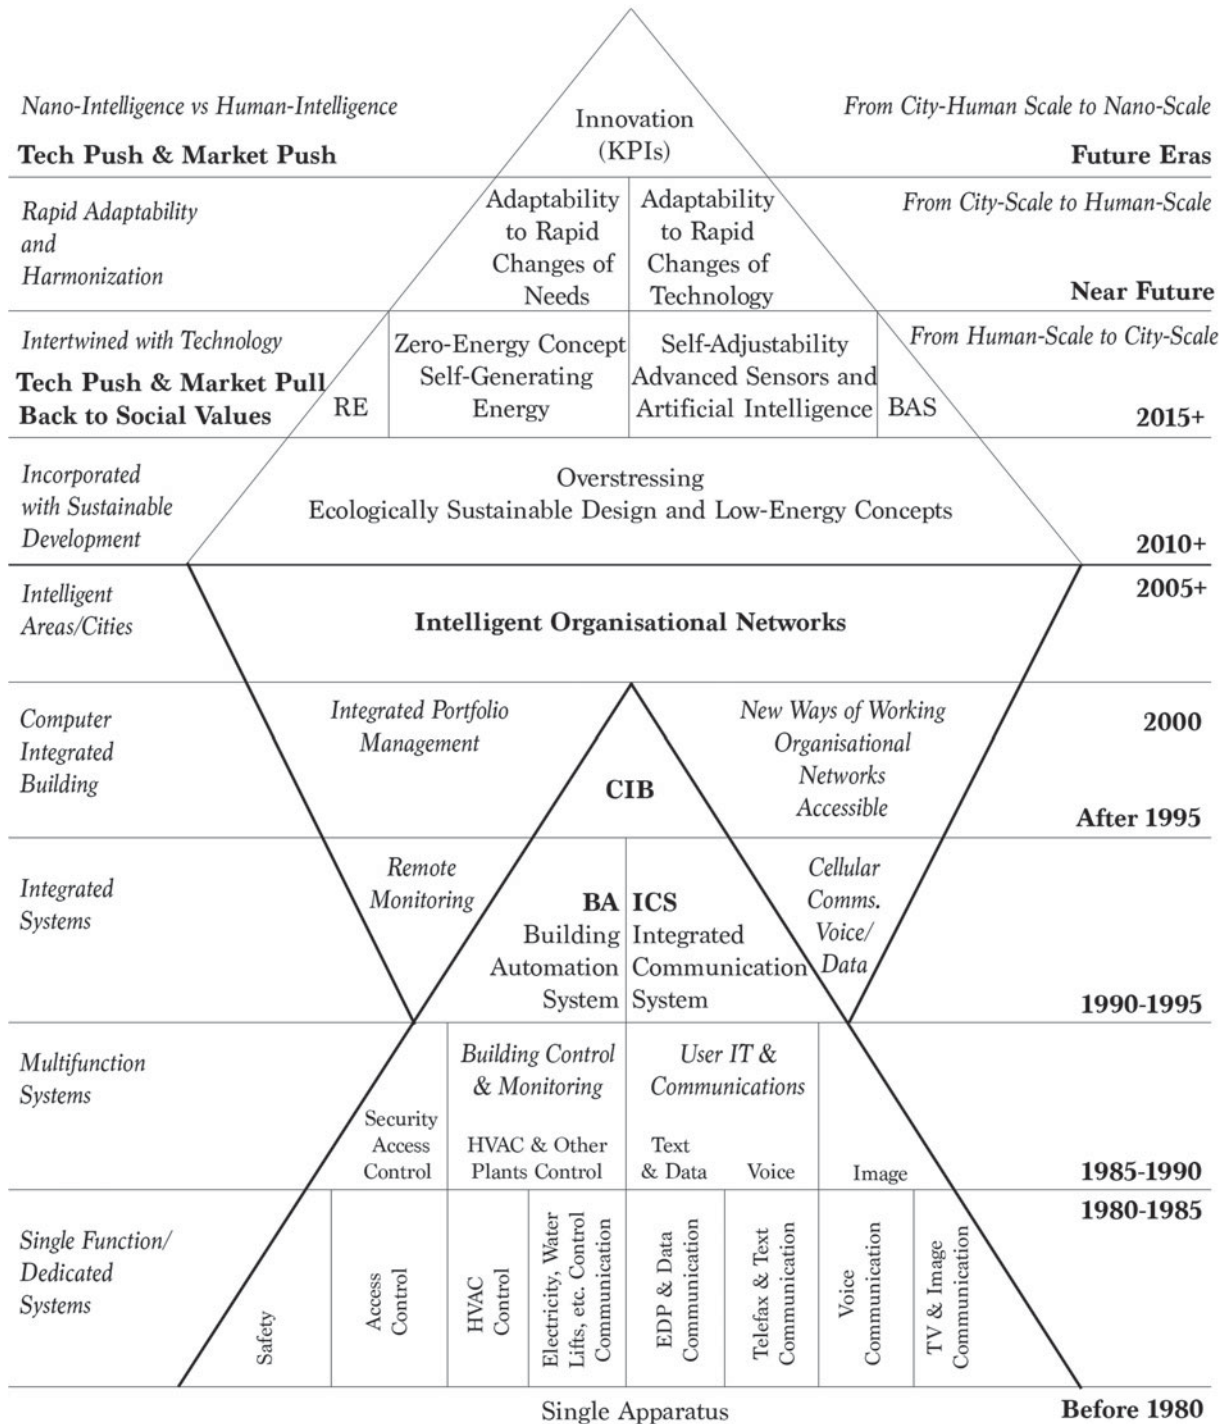 Nano-Intelligence vs Human-Intelligence
Tech Push & Market Push
Innovation
(KPIs)
From City-Human Scale to Nano-Scale
Future Eras
Rapid Adaptability
and
Harmonization
Adaptability
to Rapid
Changes of
Needs
Adaptability
to Rapid
Changes of
Technology
From City-Scale to Human-Scale
Near Future
Intertwined with Technology
Tech Push & Market Pull
Back to Social Values
RE
Zero-Energy Concept
Self-Generating
Energy
Self-Adjustability
Advanced Sensors and
Artificial Intelligence
BAS
From Human-Scale to City-Scale
2015+
Incorporated
with Sustainable
Development
Overstressing
Ecologically Sustainable Design and Low-Energy Concepts
2010+
Intelligent
Areas/Cities
Intelligent Organisational Networks
2005+
Computer
Integrated
Building
Integrated Portfolio
Management
CIB
New Ways of Working
Organisational
Networks
Accessible
2000
After 1995
Integrated
Systems
Remote
Monitoring
BA
Building
Automation
System
ICS
Integrated
Communication
System
Cellular
Comms.
Voice/
Data
1990-1995
Multifunction
Systems
Security
Access
Control
Building Control
& Monitoring
HVAC & Other
Plants Control
User IT &
Communications
Text
& Data
Voice
Image
1985-1990
1980-1985
Single Function/
Dedicated
Systems
Safety
Access
Control
HVAC
Control
Electricity, Water
Lifts, etc. Control
Communication
EDP & Data
Communication
Telefax & Text
Communication
Voice
Communication
TV & Image
Communication
Single Apparatus
Before 1980